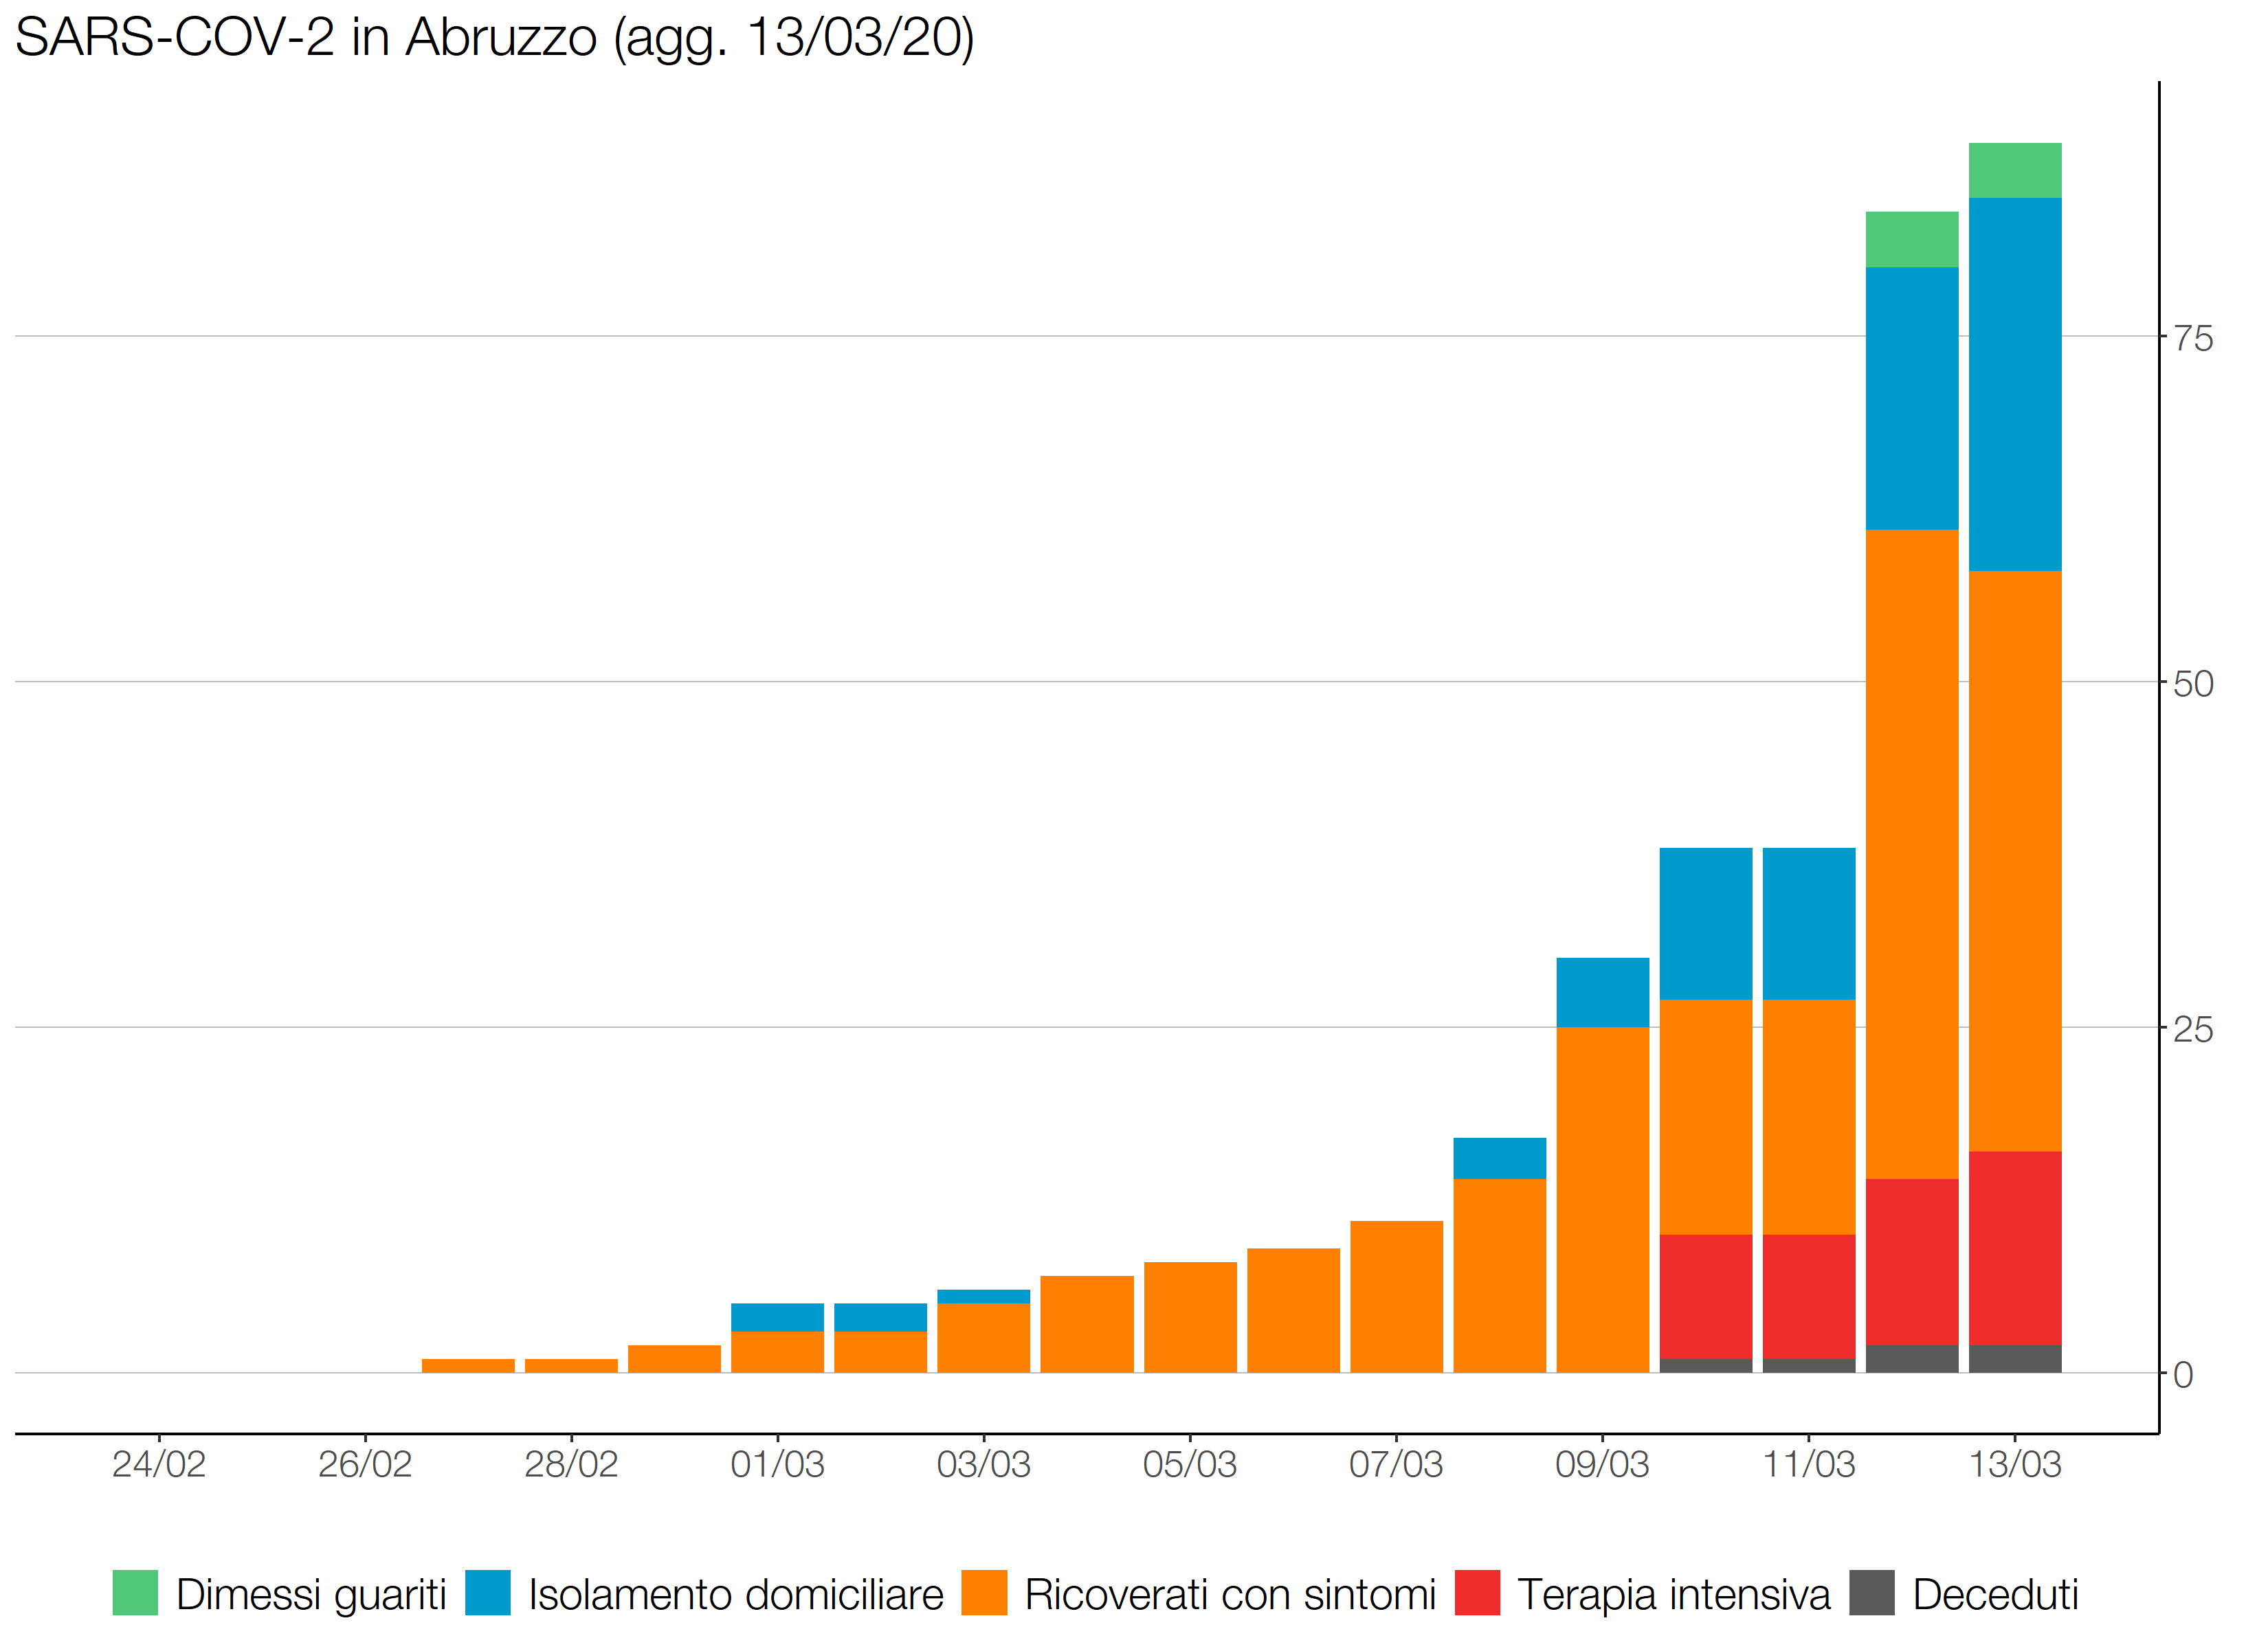 SARS-COV-2 in Abruzzo (agg. 13/03/20)
75
50
25
0
24/02 26/02 28/02 01/03 03/03 05/03 07/03 09/03 11/03 13/03
Dimessi guariti Isolamento domiciliare Ricoverati con sintomi Terapia intensiva Deceduti